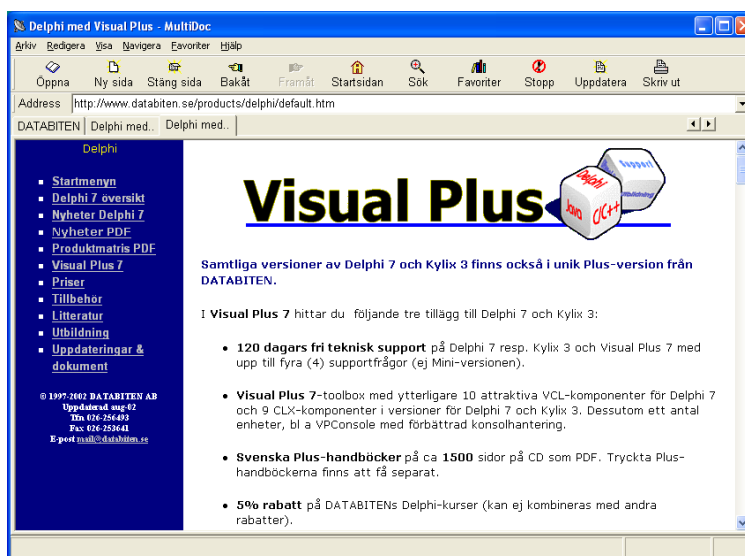 Delphi med Visual Plus - MultiDoc
Arkiv Redigera Visa Navigera Favoriter Hjälp
Öppna Ny sida Stäng sida Bakåt Framåt Startsidan Sök Favoriter Stopp Uppdatera Skriv ut
Address http://www.databiten.se/products/delphi/default.htm
DATABITEN Delphi med.. Delphi med..
Delphi
Startmenyn
Delphi 7 översikt
Nyheter Delphi 7
Nyheter PDF
Produktmatris PDF
Visual Plus 7
Priser
Tillbehör
Litteratur
Utbildning
Uppdateringar &
dokument
© 1997-2002 DATABITEN AB
Uppdaterad aug-02
Tfn 026-256493
Fax 026-253641
E-post mail@databiten.se
Visual Plus
Delphi
Java
C/C++
Support
Utbildning
Samtliga versioner av Delphi 7 och Kylix 3 finns också i unik Plus-version från
DATABITEN.
I Visual Plus 7 hittar du följande tre tillägg till Delphi 7 och Kylix 3:
• 120 dagars fri teknisk support på Delphi 7 resp. Kylix 3 och Visual Plus 7 med
upp till fyra (4) supportfrågor (ej Mini-versionen).
• Visual Plus 7-toolbox med ytterligare 10 attraktiva VCL-komponenter för Delphi 7
och 9 CLX-komponenter i versioner för Delphi 7 och Kylix 3. Dessutom ett antal
enheter, bl a VPConsole med förbättrad konsolhantering.
• Svenska Plus-handböcker på ca 1500 sidor på CD som PDF. Tryckta Plus-
handböckerna finns att få separat.
• 5% rabatt på DATABITENs Delphi-kurser (kan ej kombineras med andra
rabatter).